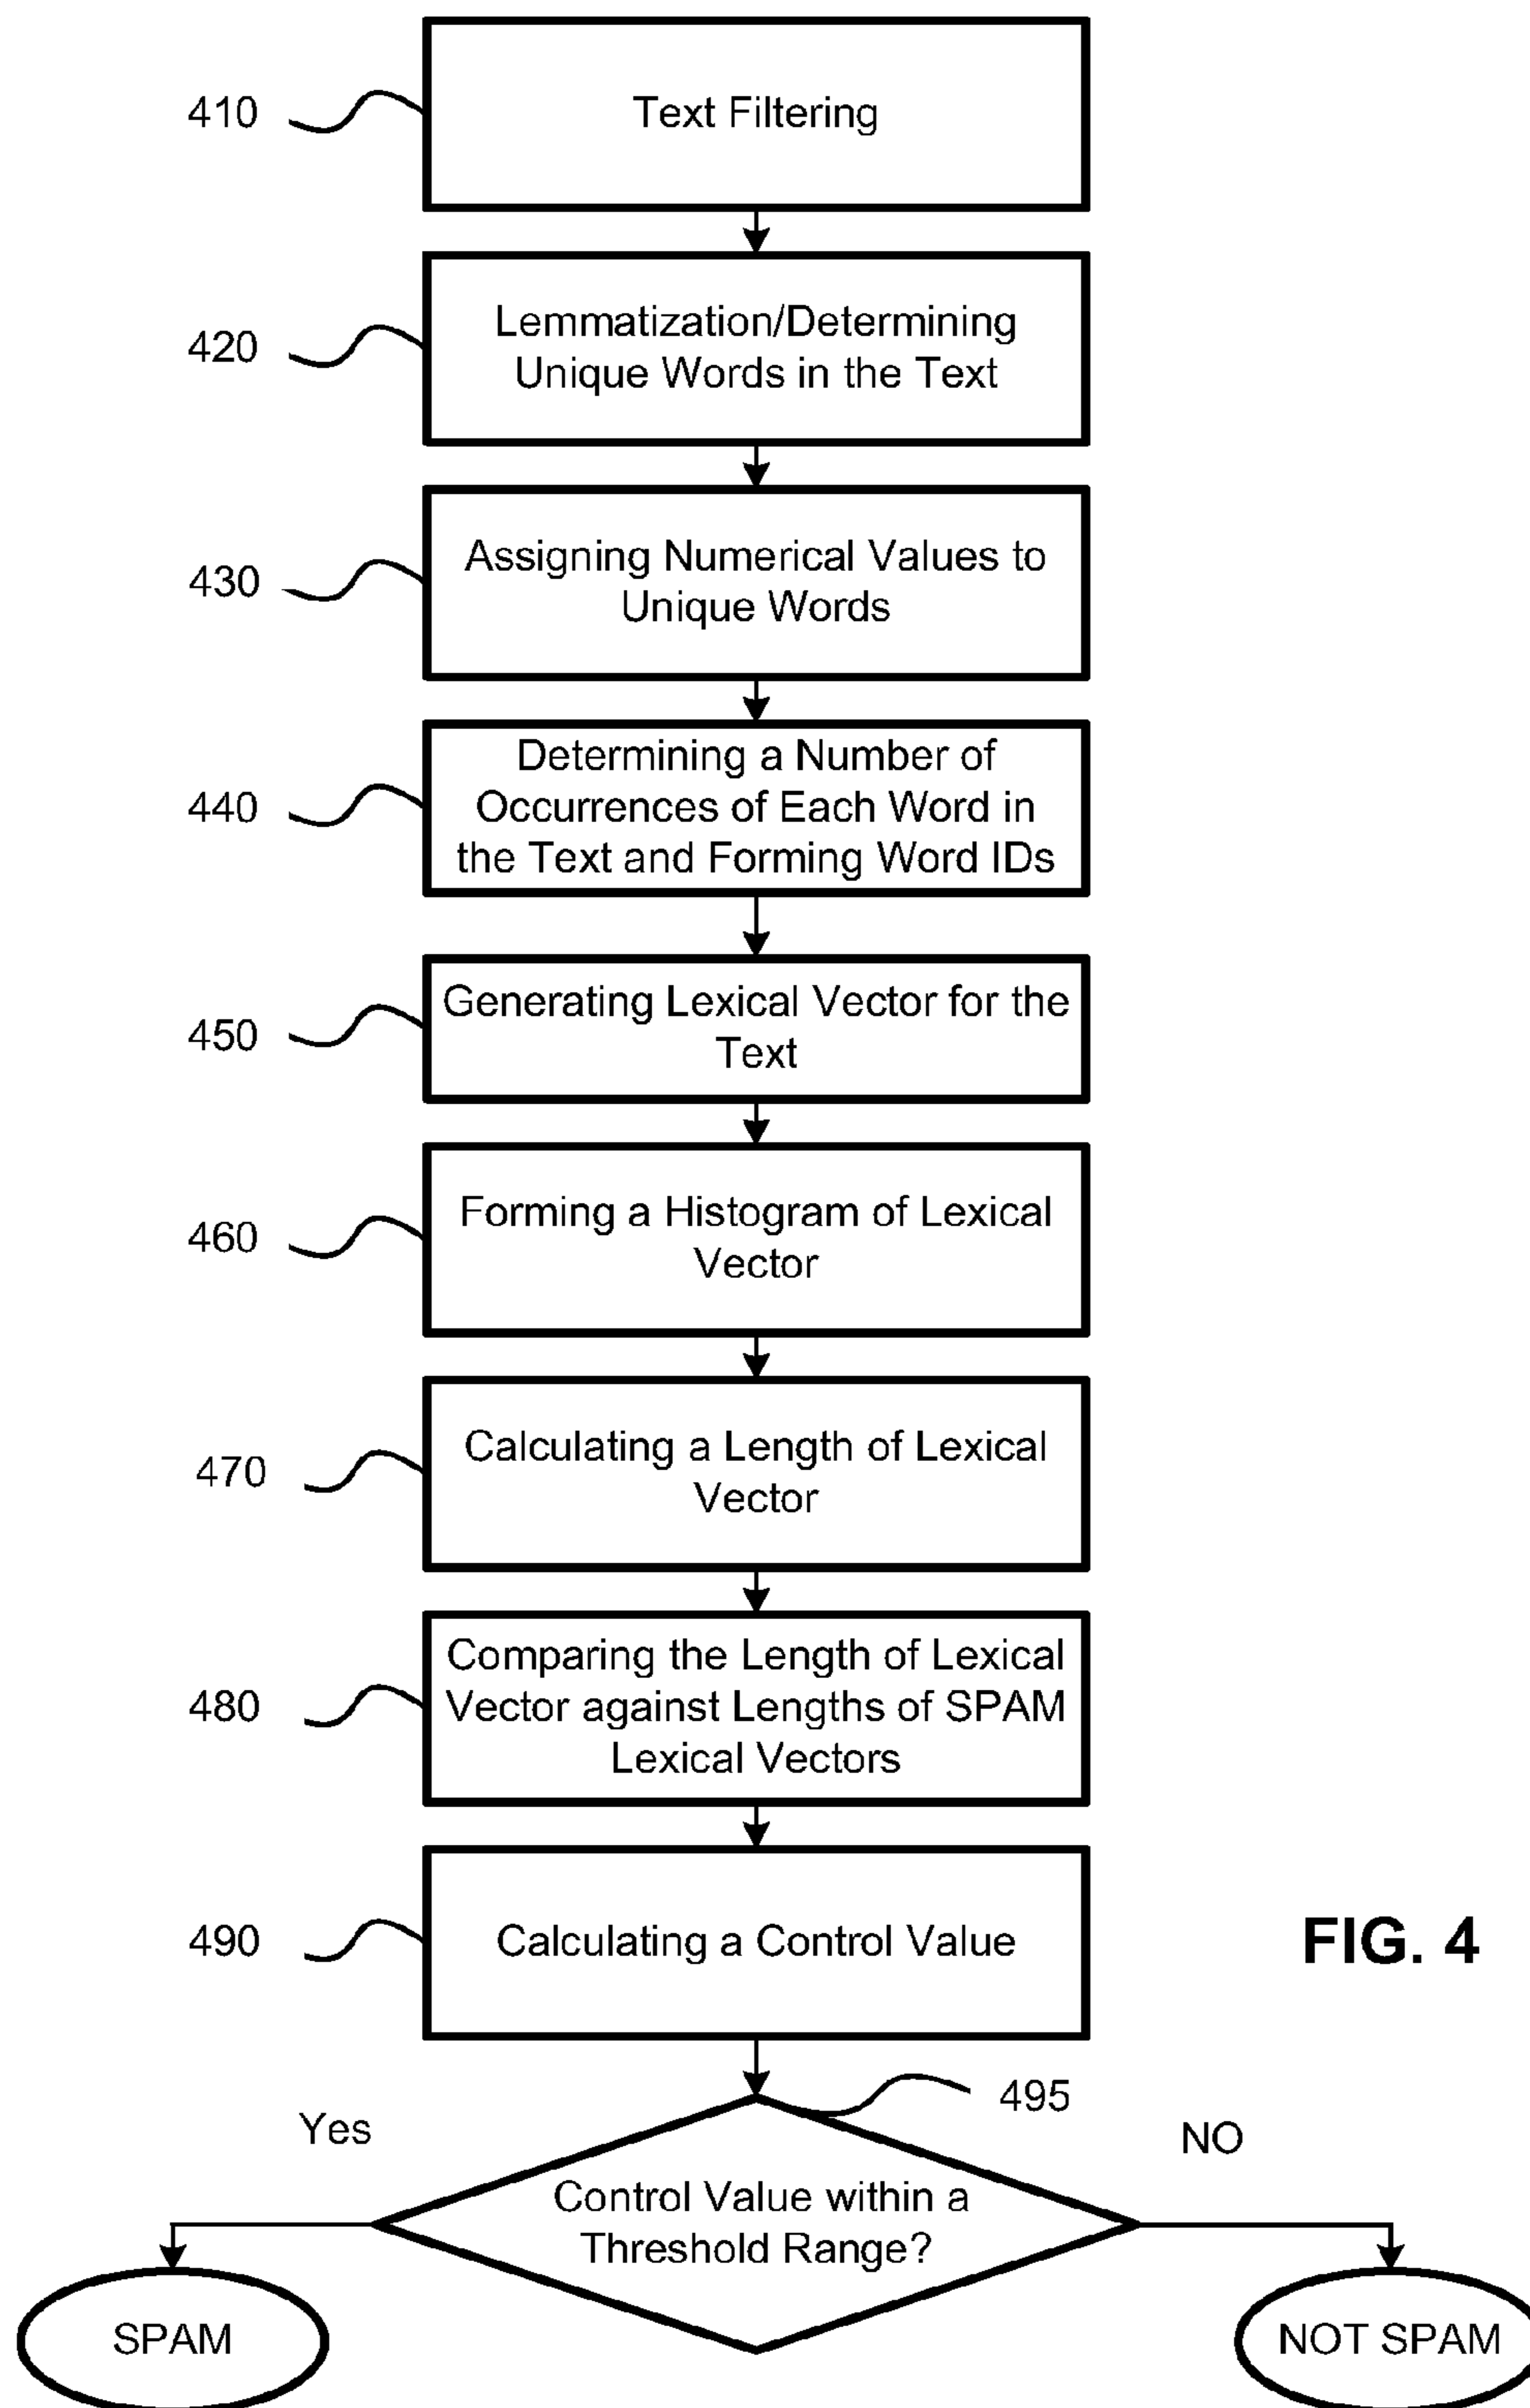 410
Text Filtering
420
Lemmatization/Determining
Unique Words in the Text
430
Assigning Numerical Values to
Unique Words
440
Determining a Number of
Occurrences of Each Word in
the Text and Forming Word IDs
450
Generating Lexical Vector for the
Text
460
Forming a Histogram of Lexical
Vector
470
Calculating a Length of Lexical
Vector
480
Comparing the Length of Lexical
Vector against Lengths of SPAM
Lexical Vectors
490
Calculating a Control Value
FIG. 4
495
Yes
NO
Control Value within a
Threshold Range?
SPAM
NOT SPAM